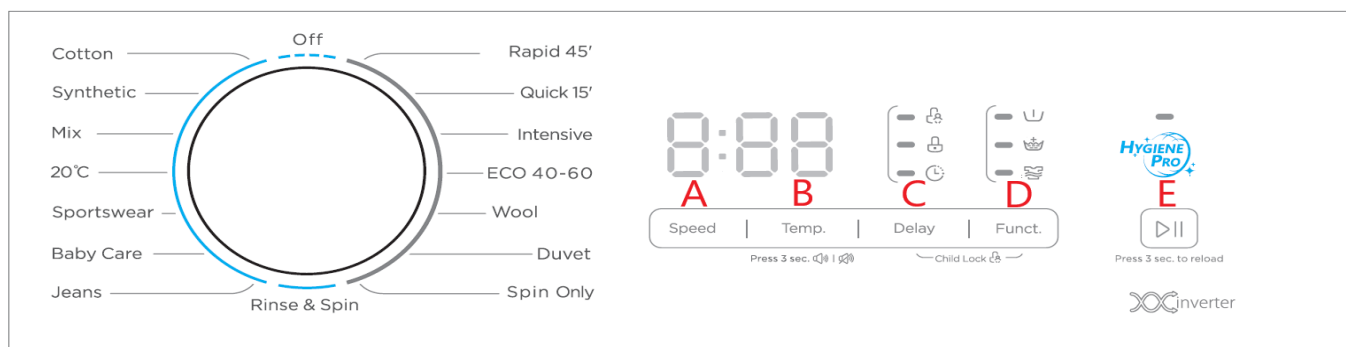 Off
Cotton
Synthetic
Mix
20℃
Sportswear
Baby Care
Jeans
Rinse & Spin
Rapid 45'
Quick 15'
Intensive
ECO 40-60
Wool
Duvet
Spin Only
8:88
A B C D E
Speed | Temp. | Delay | Funct.
Press 3 sec. |
Child Lock
HYGIENE
PRO
Press 3 sec. to reload
inverter